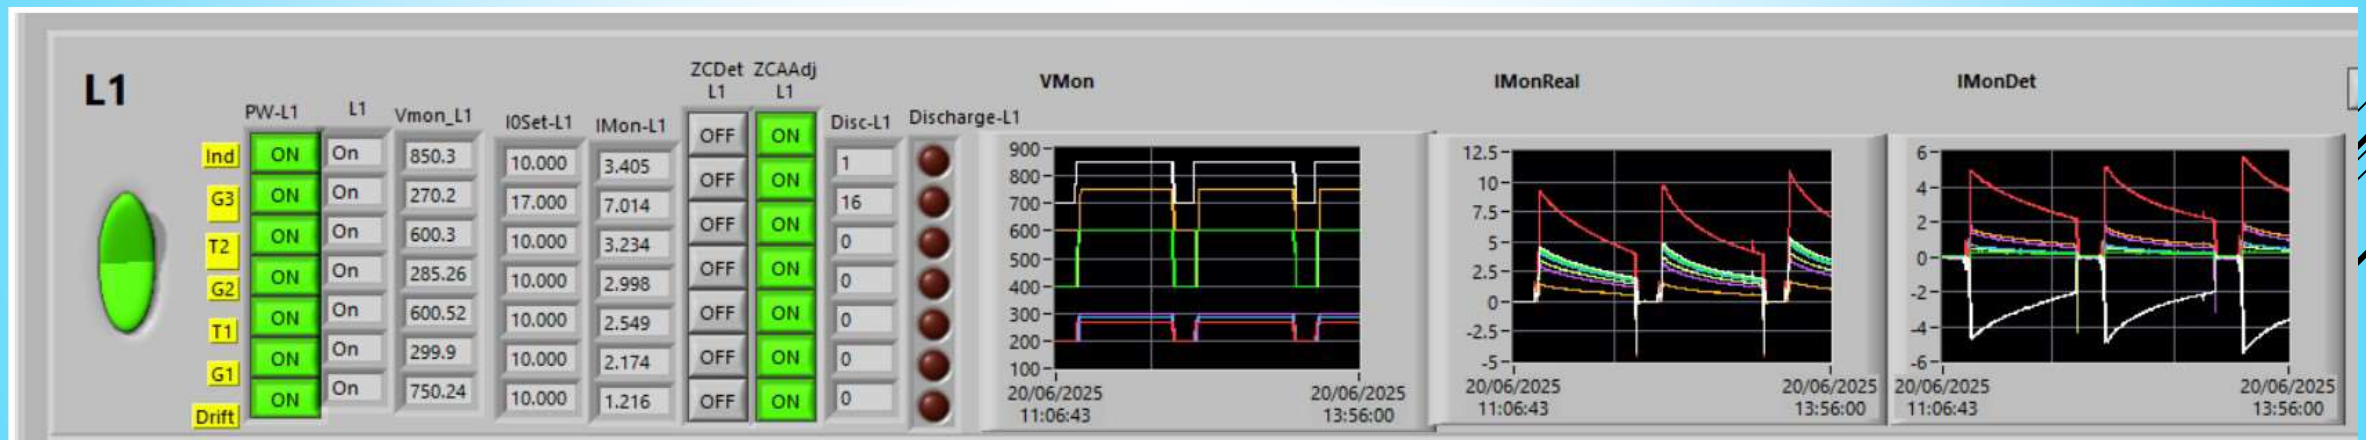 L1
PW-L1 L1 Vmon_L1 I0Set-L1 IMon-L1 ZCDet L1 ZCAAdj L1 Disc-L1 Discharge-L1
Ind ON On 850.3 10.000 3.405 OFF ON 1
G3 ON On 270.2 17.000 7.014 OFF ON 16
T2 ON On 600.3 10.000 3.234 OFF ON 0
G2 ON On 285.26 10.000 2.998 OFF ON 0
T1 ON On 600.52 10.000 2.549 OFF ON 0
G1 ON On 299.9 10.000 2.174 OFF ON 0
Drift ON On 750.24 10.000 1.216 OFF ON 0
VMon
900
800
700
600
500
400
300
200
100
20/06/2025 20/06/2025
11:06:43 13:56:00
IMonReal
12.5
10
7.5
5
2.5
0
-2.5
-5
20/06/2025 20/06/2025
11:06:43 13:56:00
IMonDet
6
4
2
0
-2
-4
-6
20/06/2025 20/06/2025
11:06:43 13:56:00